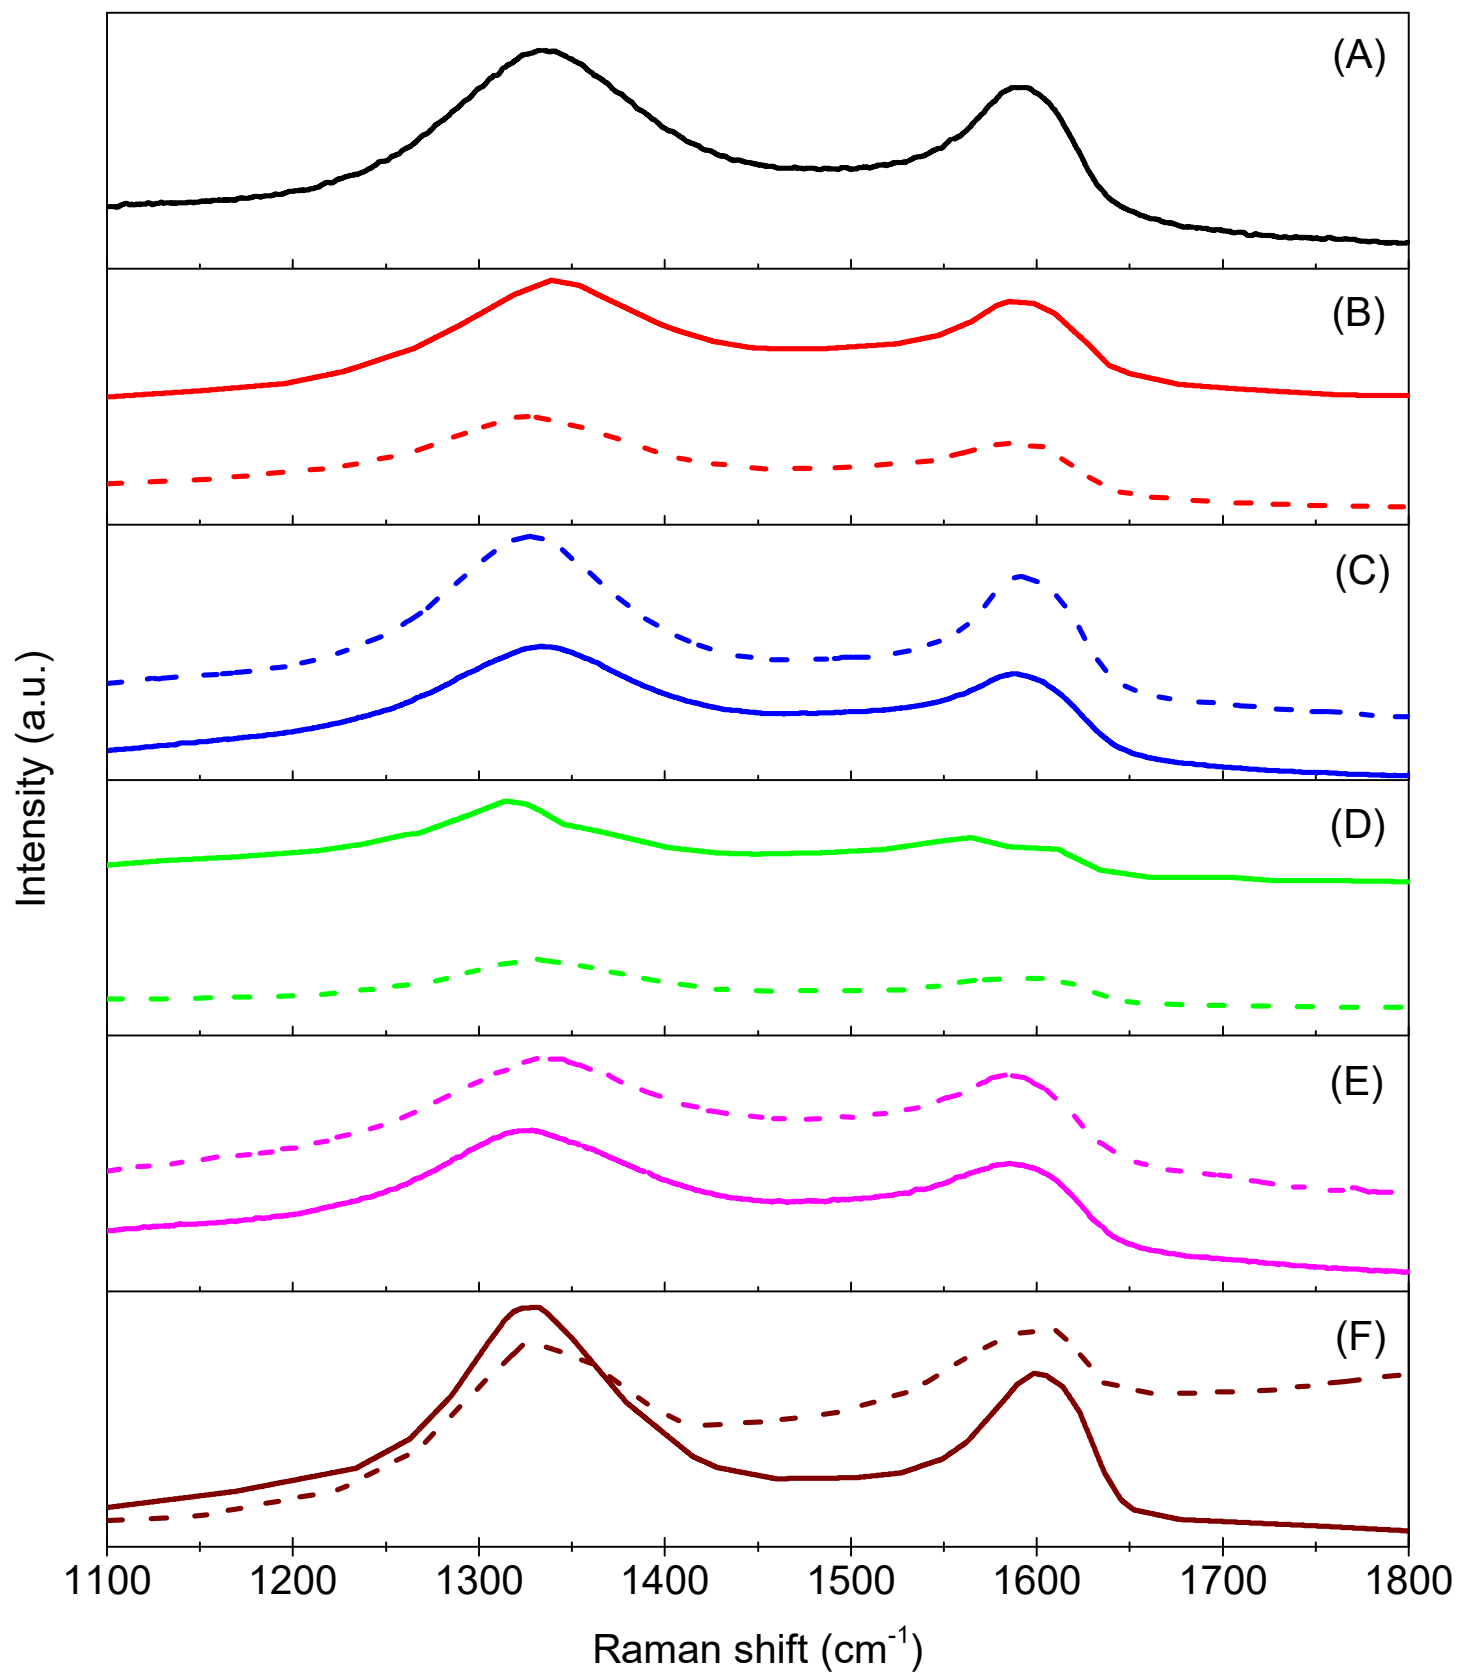 (A)
(B)
(C)
(D)
(E)
(F)
Intensity (a.u.)
1100 1200 1300 1400 1500 1600 1700 1800
Raman shift (cm⁻¹)